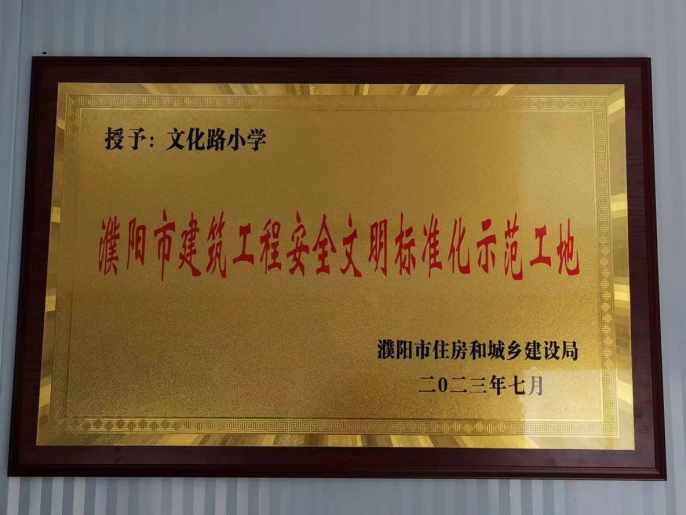 授予：文化路小学
濮阳市建筑工程安全文明标准化示范工地
濮阳市住房和城乡建设局
二0二三年七月